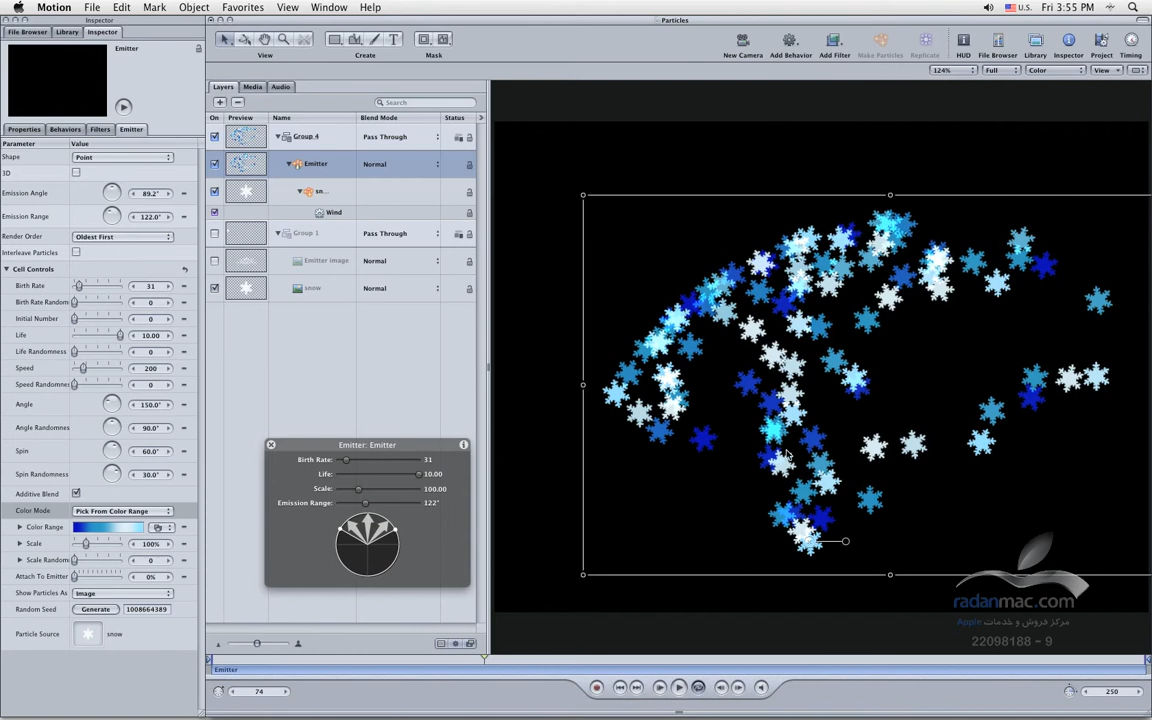 Motion File Edit Mark Object Favorites View Window Help U.S. Fri 3:55 PM
Inspector Particles
File Browser Library Inspector
Emitter
View Create Mask New Camera Add Behavior Add Filter Make Particles Replicate HUD File Browser Library Inspector Project Timing
124% Full Color View
Layers Media Audio
Search
Properties Behaviors Filters Emitter
On Preview Name Blend Mode Status
Parameter Value
Shape Point
3D
Emission Angle 89.2°
Emission Range 122.0°
Render Order Oldest First
Interleave Particles
Cell Controls
Birth Rate 31
Birth Rate Random 0
Initial Number 0
Life 10.00
Life Randomness 0
Speed 200
Speed Randomness 0
Angle 150.0°
Angle Randomnes 90.0°
Spin 60.0°
Spin Randomness 30.0°
Additive Blend
Color Mode Pick From Color Range
Color Range
Scale 100%
Scale Random 0
Attach To Emitter 0%
Show Particles As Image
Random Seed Generate 1008664389
Particle Source snow
Group 4 Pass Through
Emitter Normal
sn...
Wind
Group 1 Pass Through
Emitter image Normal
snow Normal
Emitter: Emitter
Birth Rate: 31
Life: 10.00
Scale: 100.00
Emission Range: 122°
radanmac.com
مرکز فروش و خدمات Apple
22098188 - 9
Emitter
74 250